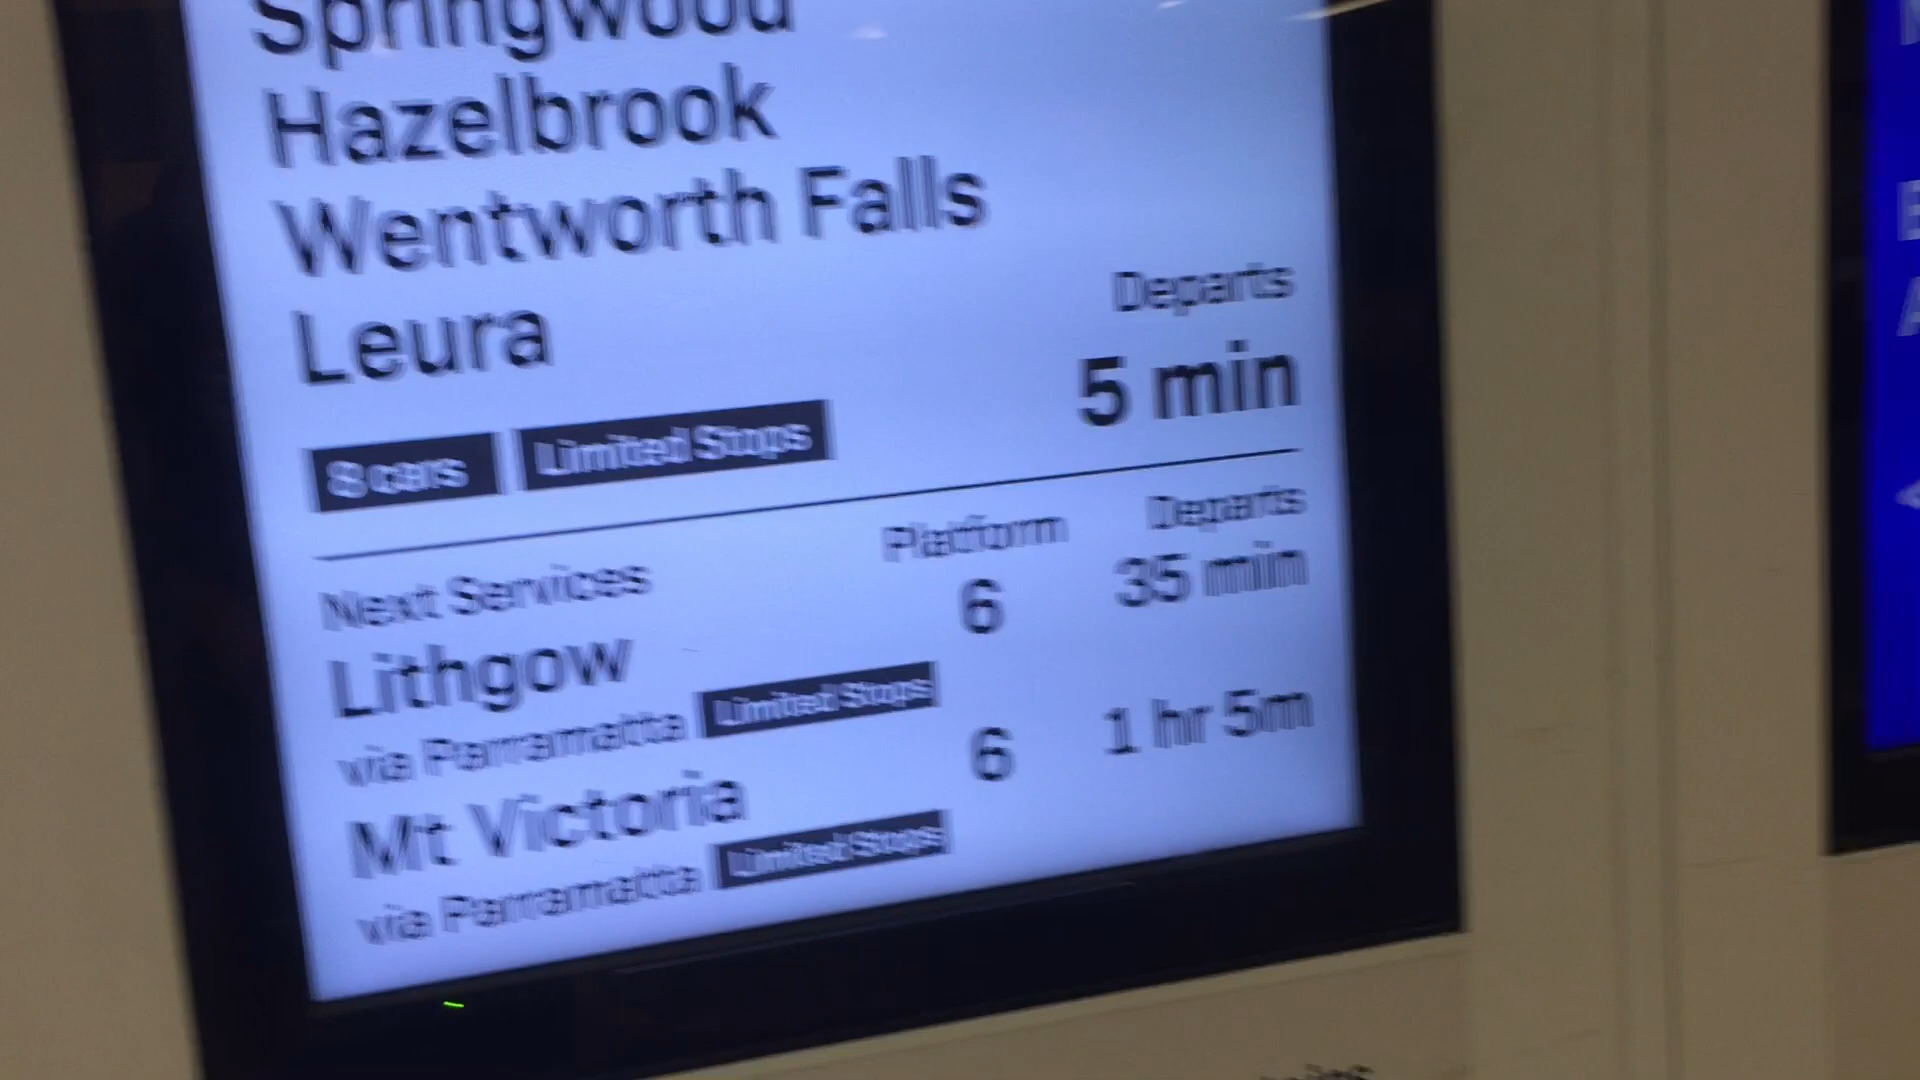 Springwood
Hazelbrook
Wentworth Falls
Leura
Departs
5 min
8 cars Limited Stops
Next Services Platform Departs
Lithgow 6 35 min
via Parramatta Limited Stops
Mt Victoria 6 1 hr 5m
via Parramatta Limited Stops